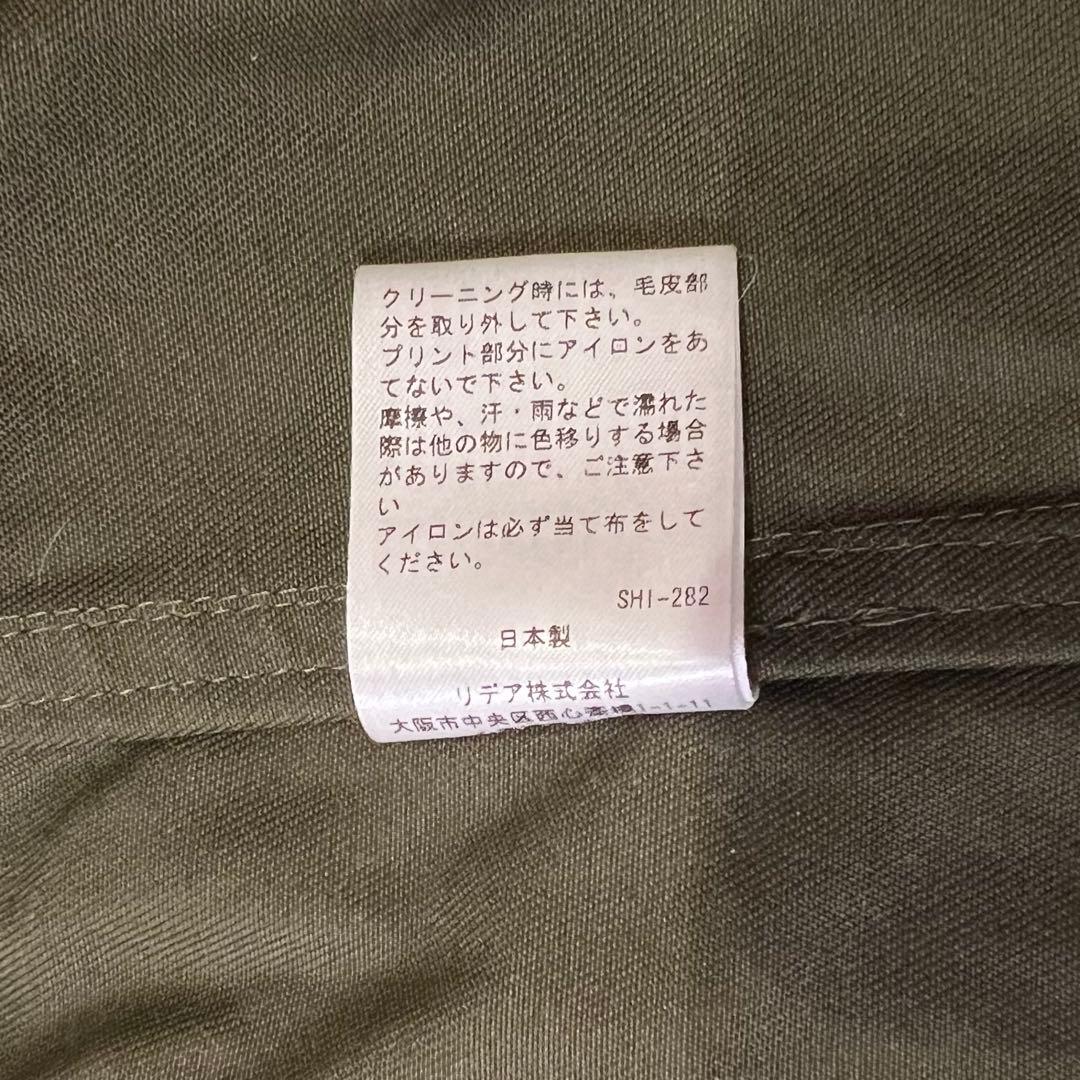 クリーニング時には、毛皮部
分を取り外して下さい。
プリント部分にアイロンをあ
てないで下さい。
摩擦や、汗・雨などで濡れた
際は他の物に色移りする場合
がありますので、ご注意下さ
い
アイロンは必ず当て布をして
ください。
SHI-282
日本製
リデア株式会社
大阪市中央区西心斎橋1-1-11